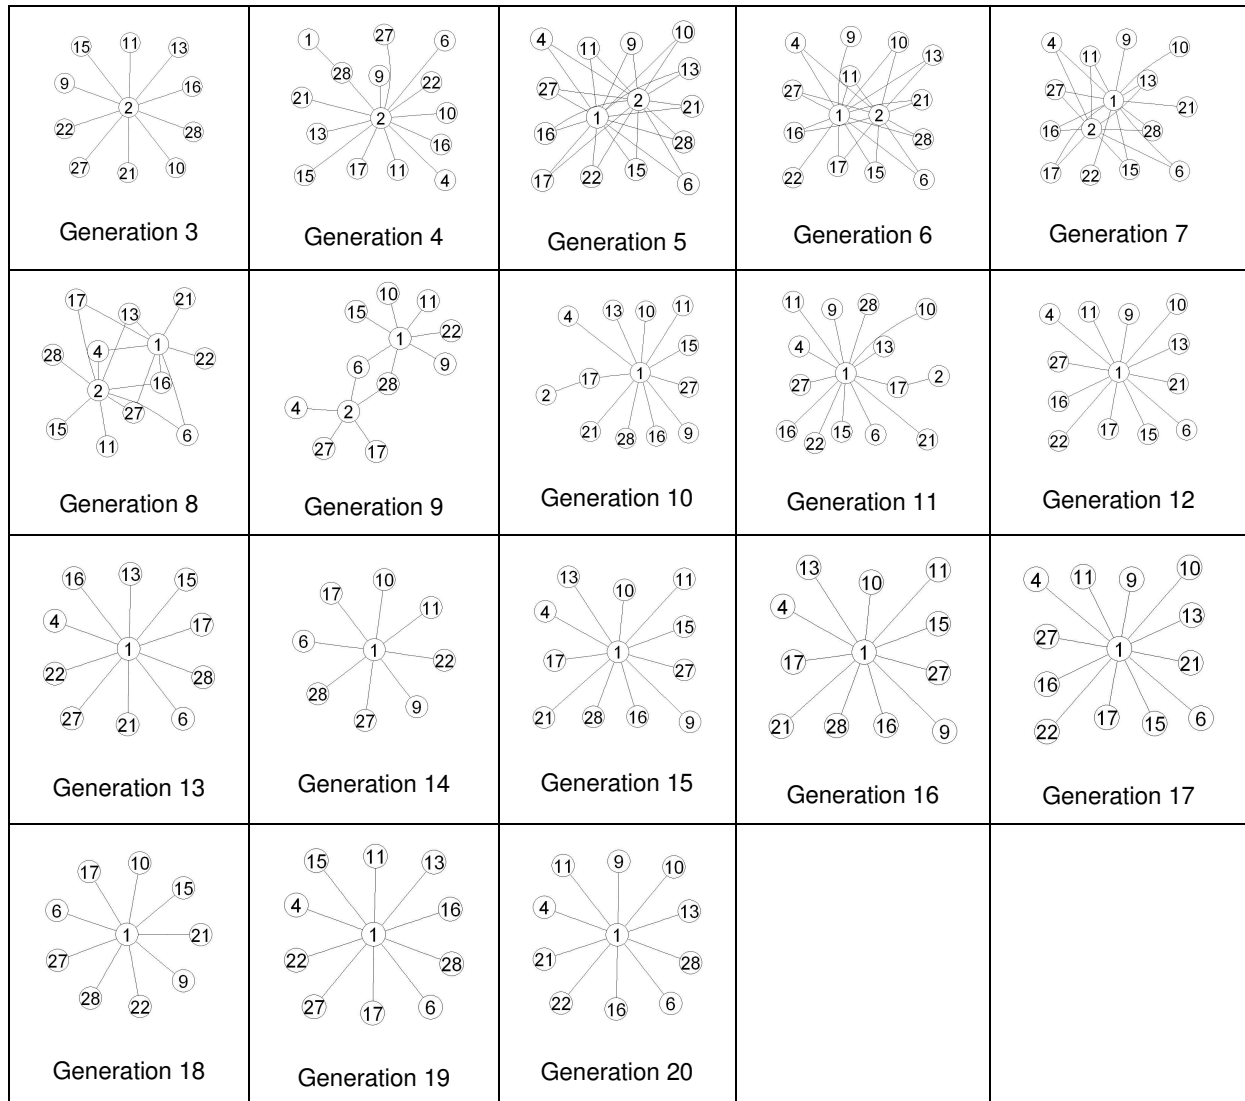 15 11 13
9 16
2
22 28
27 21 10
Generation 3
1 27 6
28 9 22
21 10
2
13 16
15 17 11 4
Generation 4
4 11 9 10
13
27 2 21
1
16 28
17 22 15 6
Generation 5
4 9 10 13
11
27 21
1 2
16 28
22 17 15 6
Generation 6
4 11 9 10
13
27 1 21
16 2 28
17 22 15 6
Generation 7
17 13 21
28 4 1 22
2 16
27
15 11 6
Generation 8
10 11
15 22
1
6 9
28
4 2
27 17
Generation 9
4 13 10 11
15
1
17 27
2
21 28 16 9
Generation 10
11 9 28 10
4 13
1 2
27 17
16 22 15 6 21
Generation 11
4 11 9 10
13
27 1 21
16
22 17 15 6
Generation 12
16 13 15
4 17
1
22 28
27 21 6
Generation 13
17 10 11
6 1 22
28 27 9
Generation 14
13 10 11
4 15
17 1 27
21 28 16 9
Generation 15
13 10 11
4 15
17 1 27
21 28 16 9
Generation 16
4 11 9 10
13
27 1 21
16
22 17 15 6
Generation 17
17 10 15
6
1 21
27 9
28 22
Generation 18
15 11 13
4 16
1
22 28
27 17 6
Generation 19
11 9 10
4 13
1
21 28
22 16 6
Generation 20